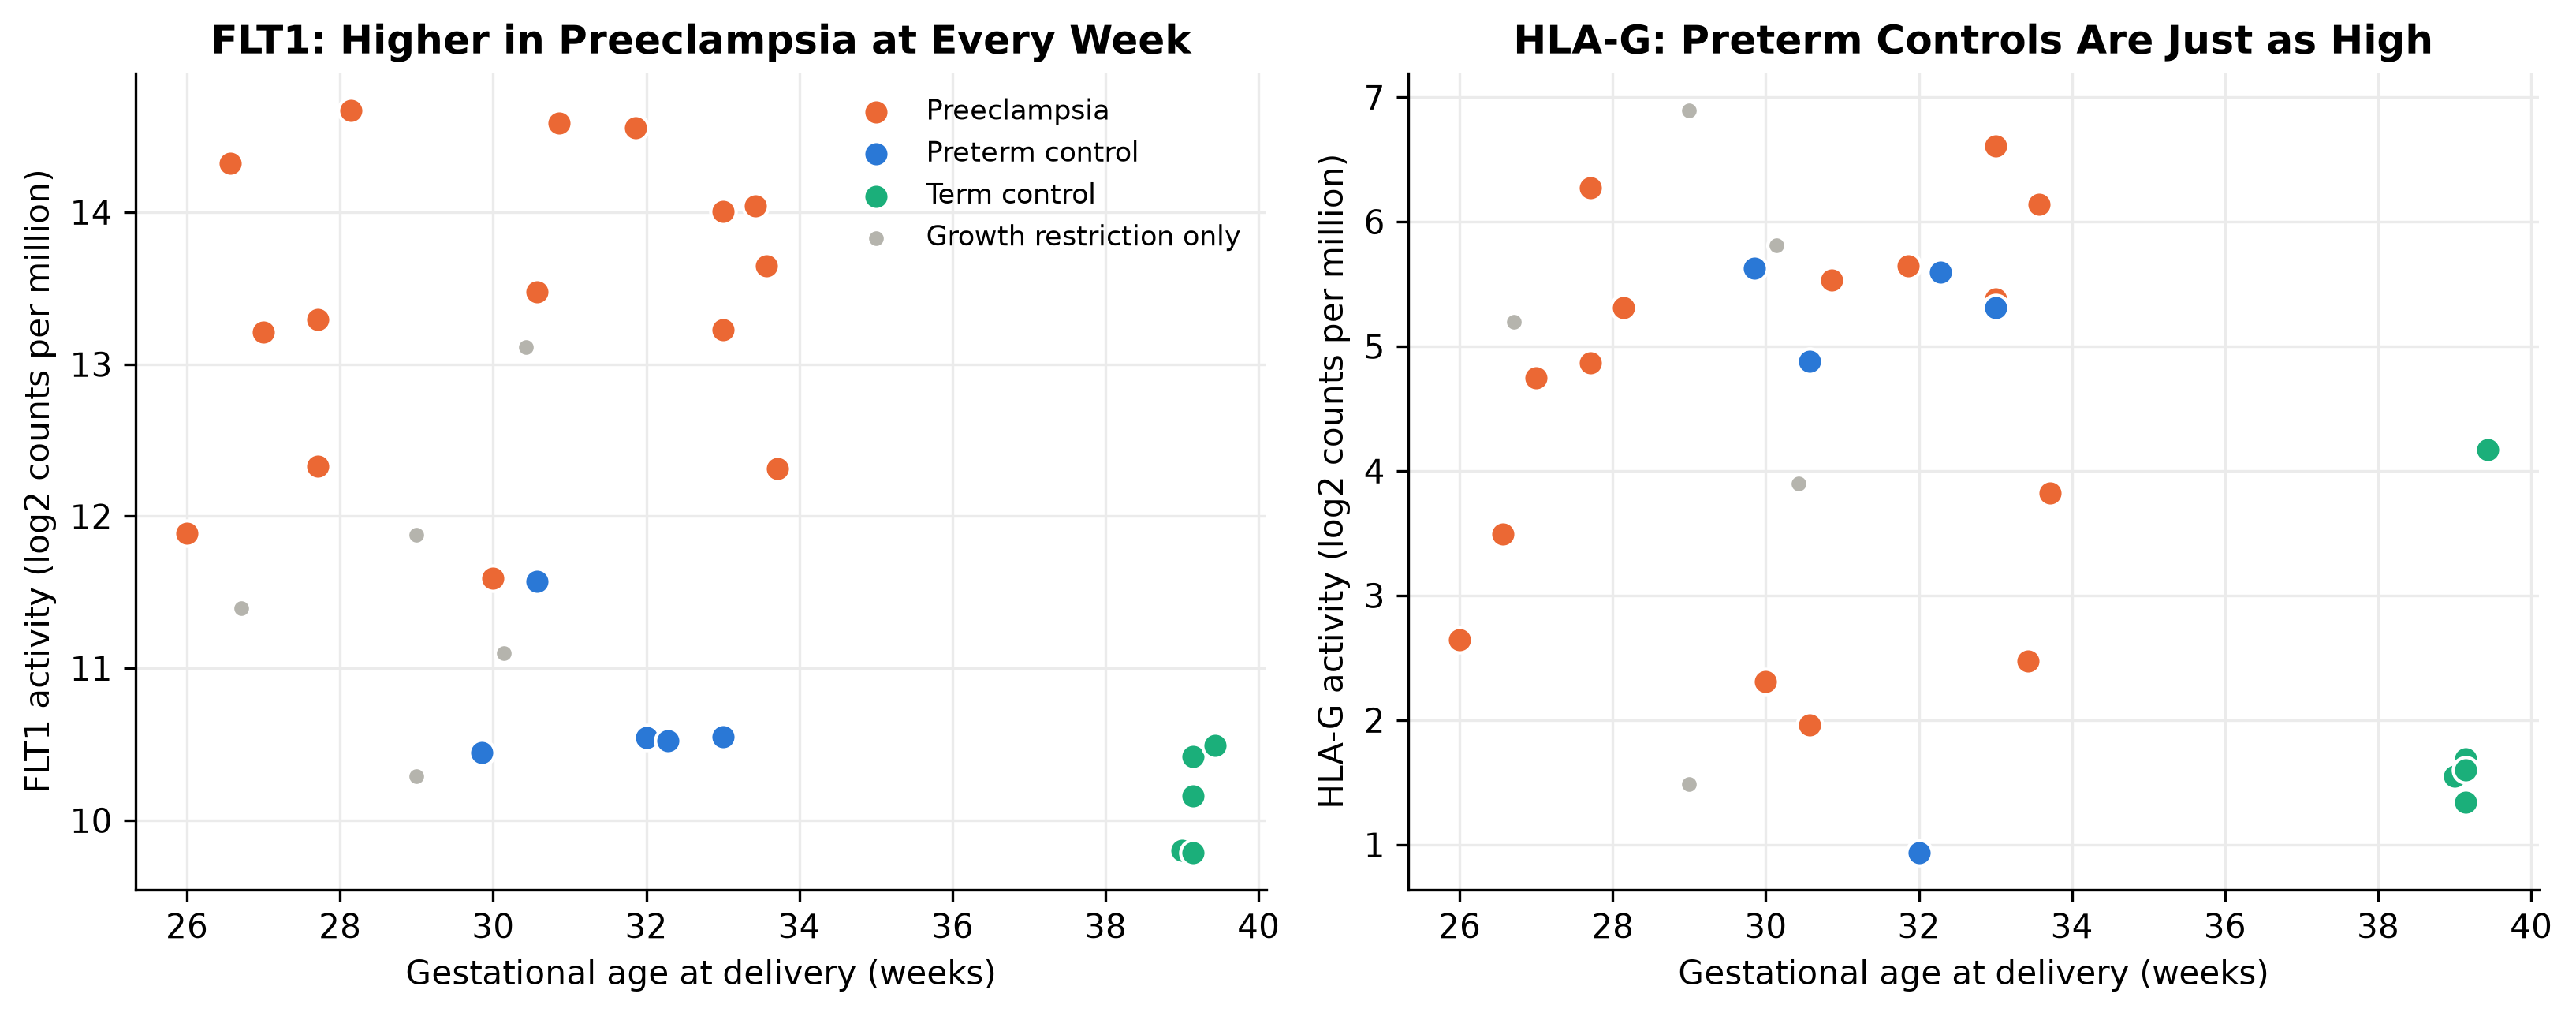 FLT1: Higher in Preeclampsia at Every Week
FLT1 activity (log2 counts per million)
14
13
12
11
10
Preeclampsia
Preterm control
Term control
Growth restriction only
26 28 30 32 34 36 38 40
Gestational age at delivery (weeks)
HLA-G: Preterm Controls Are Just as High
HLA-G activity (log2 counts per million)
7
6
5
4
3
2
1
26 28 30 32 34 36 38 40
Gestational age at delivery (weeks)